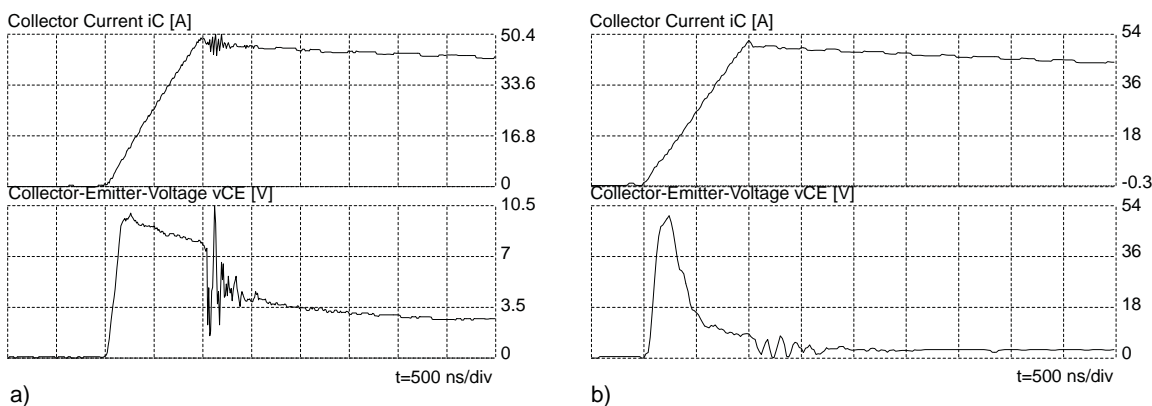 Collector Current iC [A]
50.4
33.6
16.8
0
Collector-Emitter-Voltage vCE [V]
10.5
7
3.5
0
t=500 ns/div
a)
Collector Current iC [A]
54
36
18
-0.3
Collector-Emitter-Voltage vCE [V]
54
36
18
0
t=500 ns/div
b)